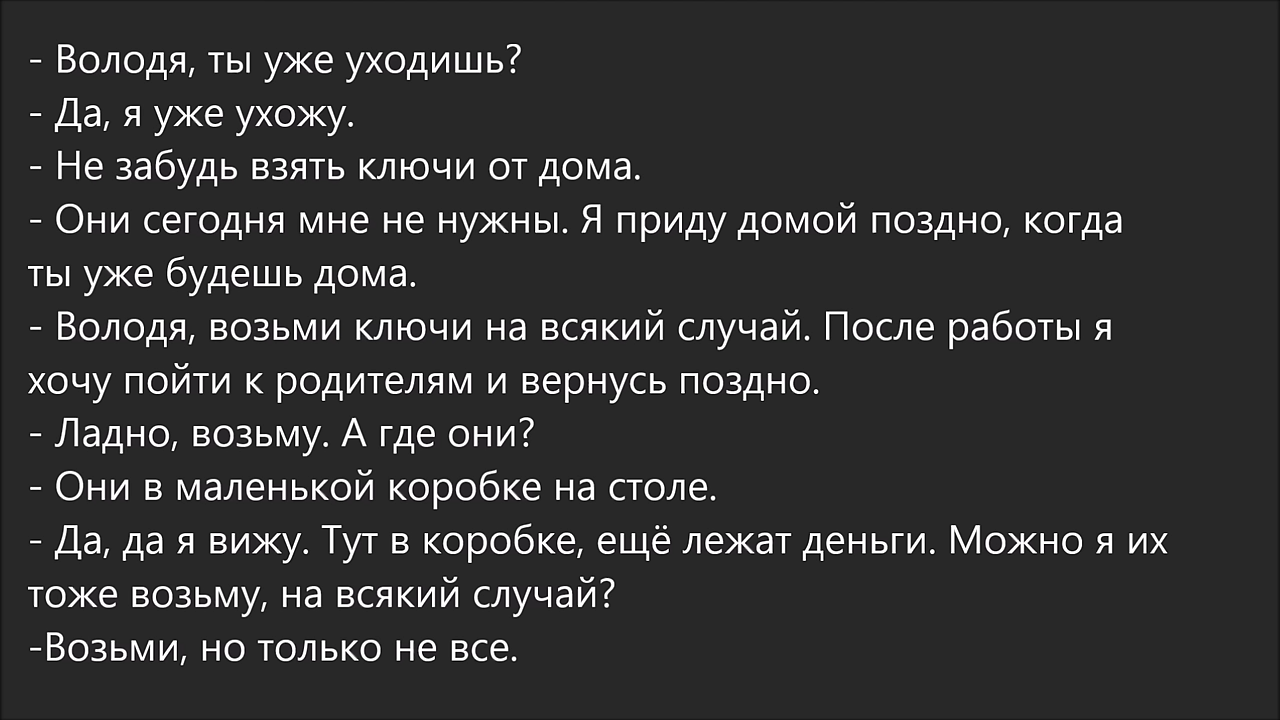 - Володя, ты уже уходишь?
- Да, я уже ухожу.
- Не забудь взять ключи от дома.
- Они сегодня мне не нужны. Я приду домой поздно, когда
ты уже будешь дома.
- Володя, возьми ключи на всякий случай. После работы я
хочу пойти к родителям и вернусь поздно.
- Ладно, возьму. А где они?
- Они в маленькой коробке на столе.
- Да, да я вижу. Тут в коробке, ещё лежат деньги. Можно я их
тоже возьму, на всякий случай?
-Возьми, но только не все.